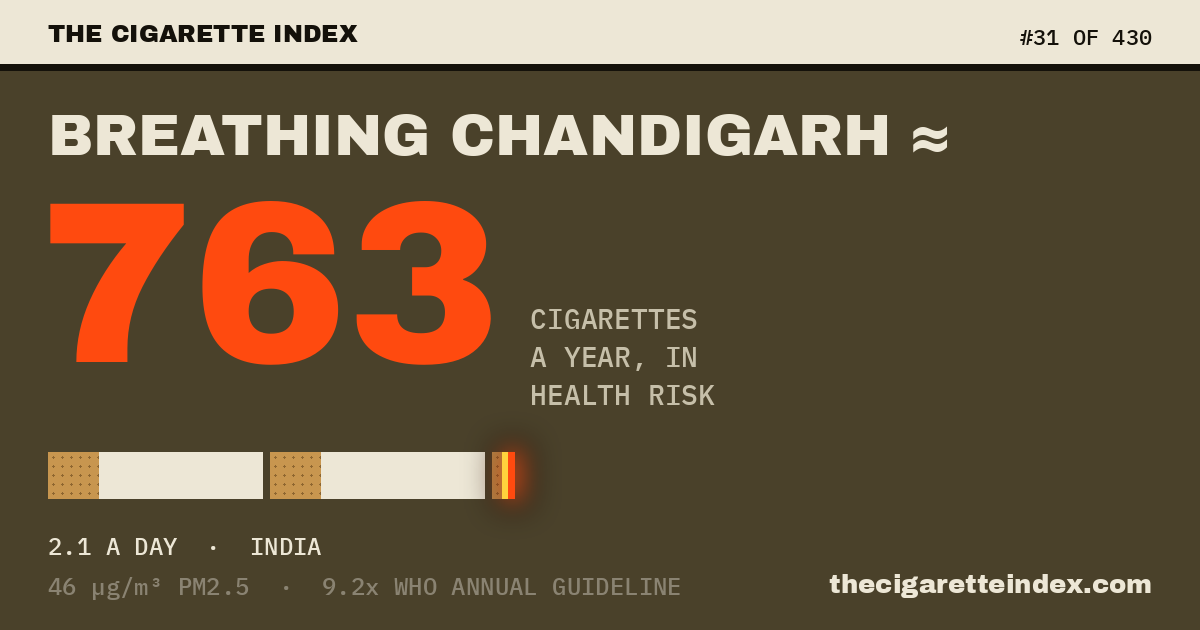 THE CIGARETTE INDEX
#31 OF 430
BREATHING CHANDIGARH ≈
763
CIGARETTES
A YEAR, IN
HEALTH RISK
2.1 A DAY · INDIA
46 µg/m³ PM2.5 · 9.2x WHO ANNUAL GUIDELINE
thecigaretteindex.com